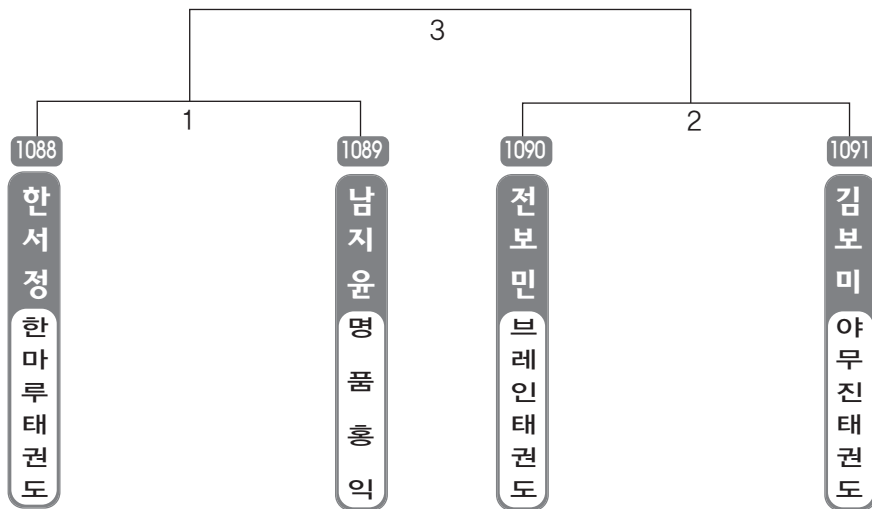 3
1
2
1088
1089
1090
1091
한서정
남지윤
전보민
김보미
한마루태권도
명품홍익
브레인태권도
야무진태권도